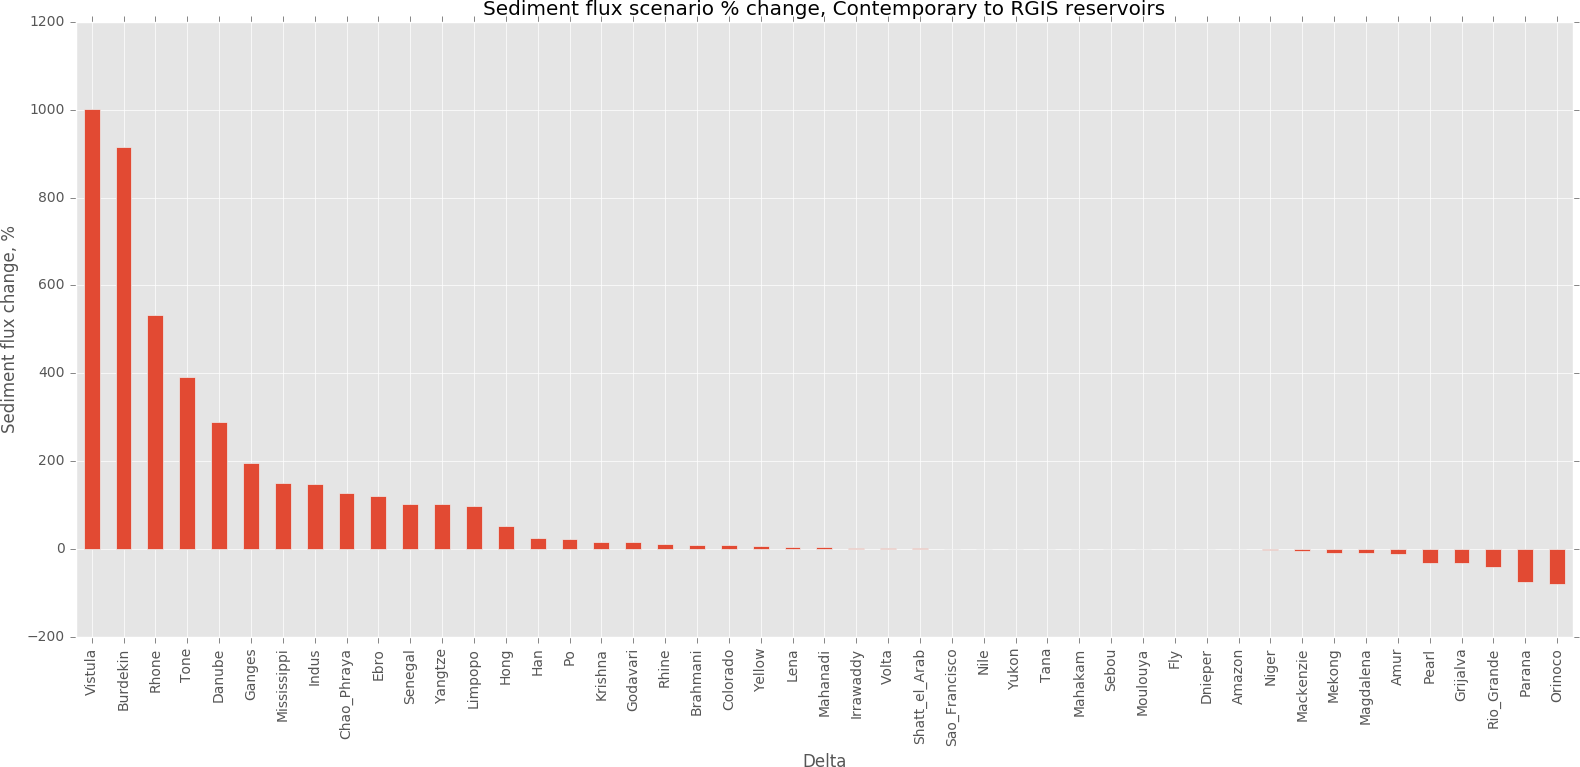 Sediment flux scenario % change, Contemporary to RGIS reservoirs
1200
1000
800
600
400
200
0
−200
Sediment flux change, %
Vistula
Burdekin
Rhone
Tone
Danube
Ganges
Mississippi
Indus
Chao_Phraya
Ebro
Senegal
Yangtze
Limpopo
Hong
Han
Po
Krishna
Godavari
Rhine
Brahmani
Colorado
Yellow
Lena
Mahanadi
Irrawaddy
Volta
Shatt_el_Arab
Sao_Francisco
Nile
Yukon
Tana
Mahakam
Sebou
Moulouya
Fly
Dnieper
Amazon
Niger
Mackenzie
Mekong
Magdalena
Amur
Pearl
Grijalva
Rio_Grande
Parana
Orinoco
Delta